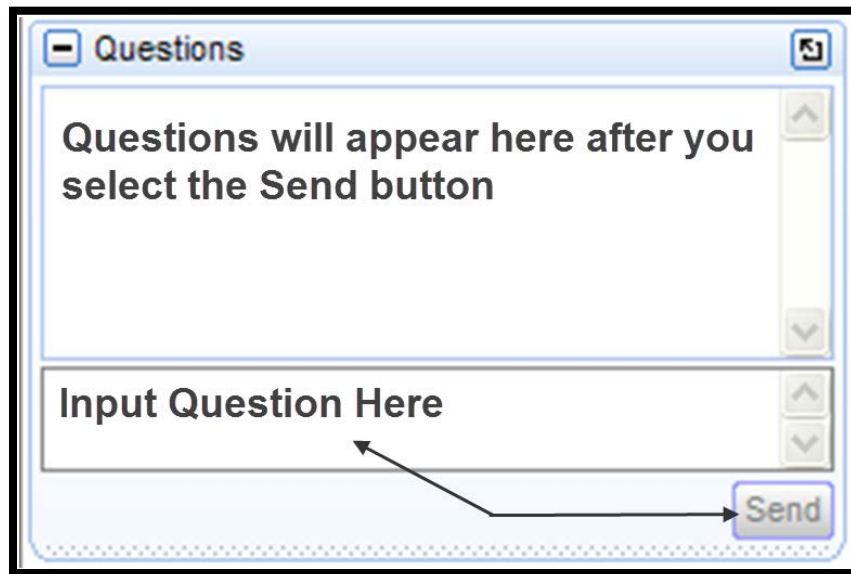 Questions
Questions will appear here after you
select the Send button
Input Question Here
Send